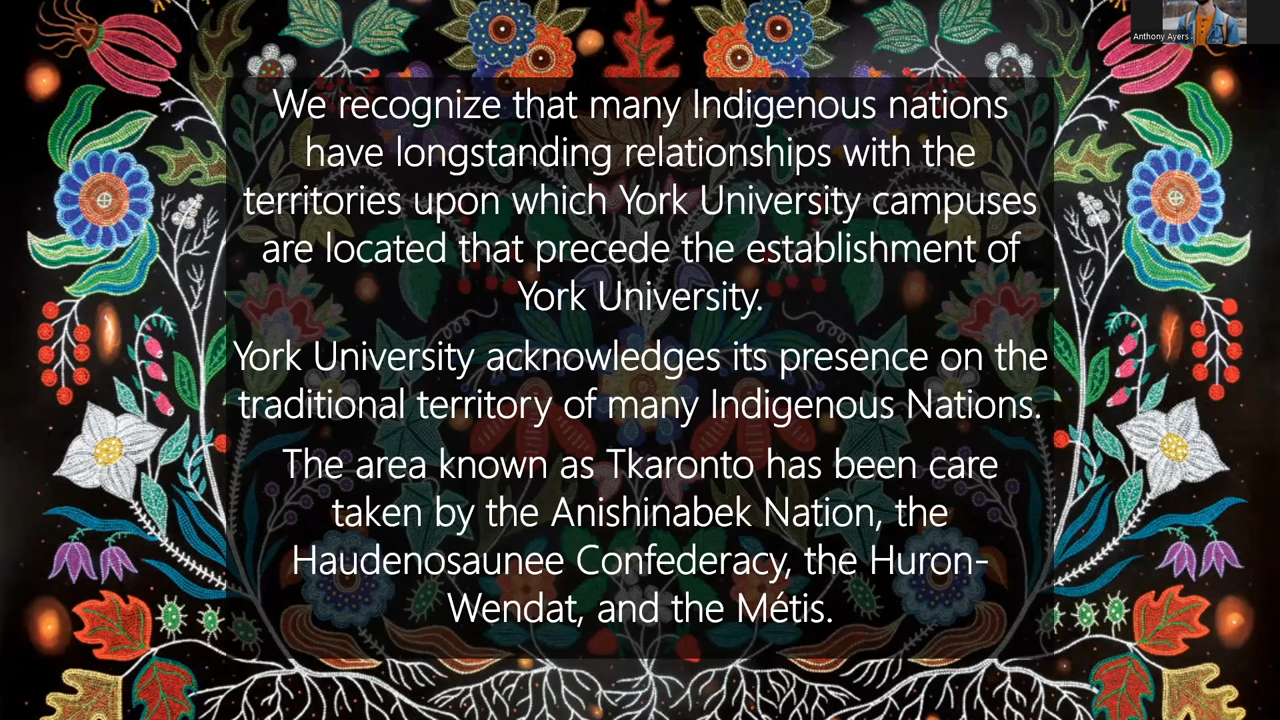 Anthony Ayers
We recognize that many Indigenous nations
have longstanding relationships with the
territories upon which York University campuses
are located that precede the establishment of
York University.
York University acknowledges its presence on the
traditional territory of many Indigenous Nations.
The area known as Tkaronto has been care
taken by the Anishinabek Nation, the
Haudenosaunee Confederacy, the Huron-
Wendat, and the Métis.